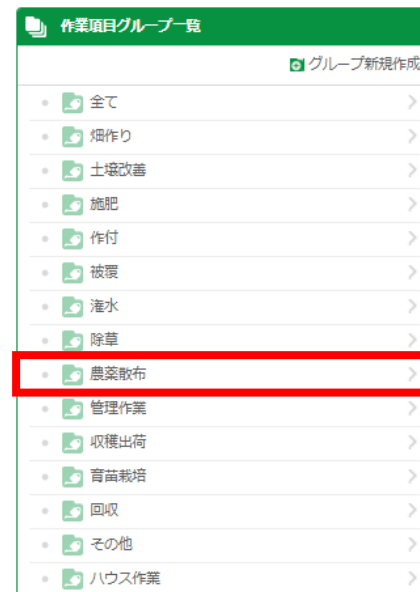 作業項目グループ一覧
グループ新規作成
全て
畑作り
土壌改善
施肥
作付
被覆
潅水
除草
農薬散布
管理作業
収穫出荷
育苗栽培
回収
その他
ハウス作業